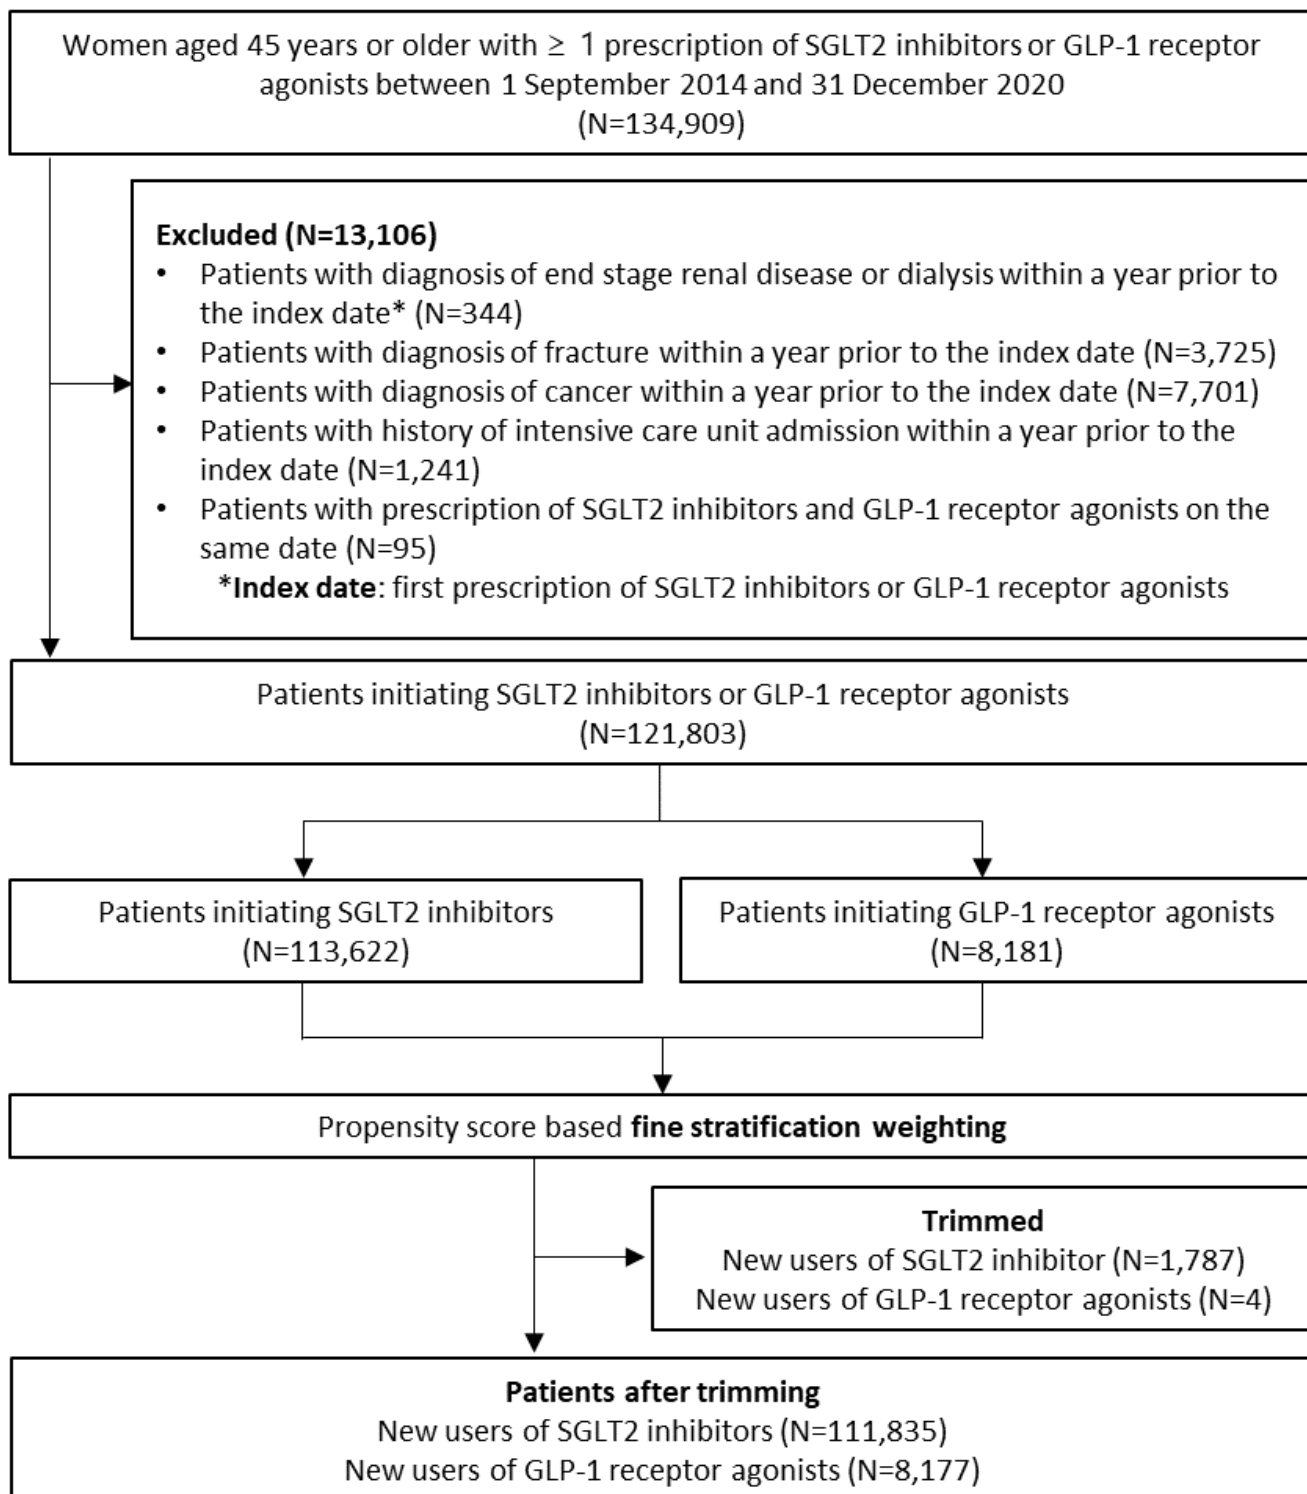 Women aged 45 years or older with ≥ 1 prescription of SGLT2 inhibitors or GLP-1 receptor
agonists between 1 September 2014 and 31 December 2020
(N=134,909)
Excluded (N=13,106)
• Patients with diagnosis of end stage renal disease or dialysis within a year prior to
the index date* (N=344)
• Patients with diagnosis of fracture within a year prior to the index date (N=3,725)
• Patients with diagnosis of cancer within a year prior to the index date (N=7,701)
• Patients with history of intensive care unit admission within a year prior to the
index date (N=1,241)
• Patients with prescription of SGLT2 inhibitors and GLP-1 receptor agonists on the
same date (N=95)
*Index date: first prescription of SGLT2 inhibitors or GLP-1 receptor agonists
Patients initiating SGLT2 inhibitors or GLP-1 receptor agonists
(N=121,803)
Patients initiating SGLT2 inhibitors
(N=113,622)
Patients initiating GLP-1 receptor agonists
(N=8,181)
Propensity score based fine stratification weighting
Trimmed
New users of SGLT2 inhibitor (N=1,787)
New users of GLP-1 receptor agonists (N=4)
Patients after trimming
New users of SGLT2 inhibitors (N=111,835)
New users of GLP-1 receptor agonists (N=8,177)